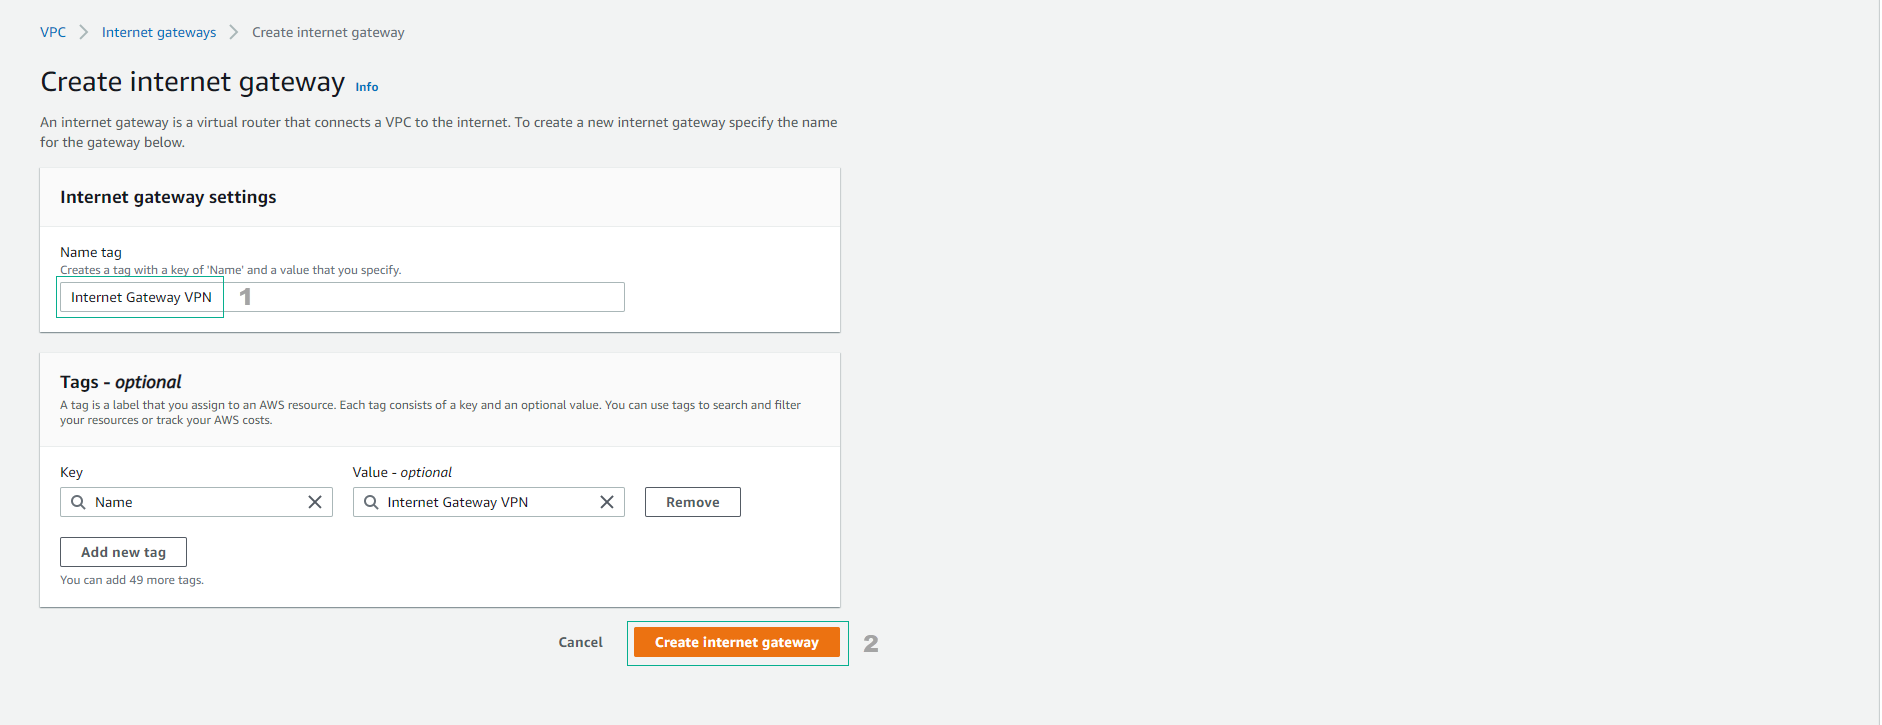 VPC > Internet gateways > Create internet gateway
Create internet gateway Info
An internet gateway is a virtual router that connects a VPC to the internet. To create a new internet gateway specify the name
for the gateway below.
Internet gateway settings
Name tag
Creates a tag with a key of 'Name' and a value that you specify.
Internet Gateway VPN 1
Tags - optional
A tag is a label that you assign to an AWS resource. Each tag consists of a key and an optional value. You can use tags to search and filter
your resources or track your AWS costs.
Key Value - optional
Name Internet Gateway VPN Remove
Add new tag
You can add 49 more tags.
Cancel Create internet gateway 2